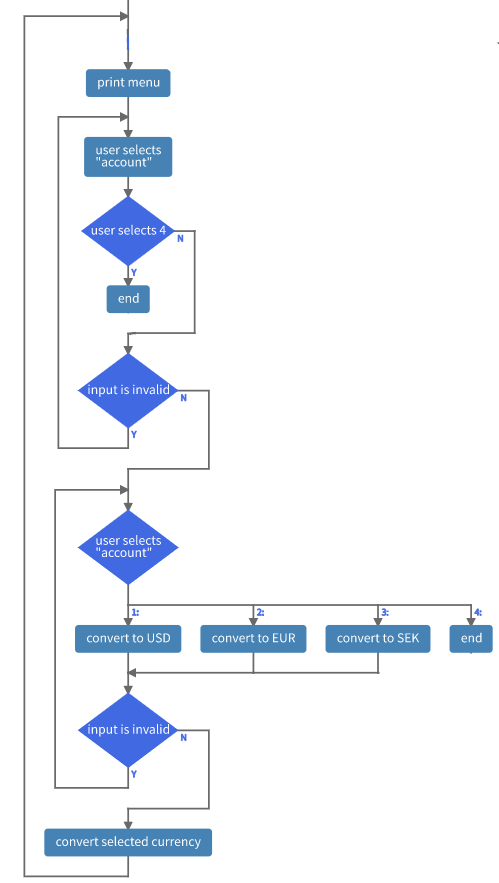 print menu
user selects
"account"
user selects 4
N
Y
end
input is invalid
N
Y
user selects
"account"
1:
2:
3:
4:
convert to USD
convert to EUR
convert to SEK
end
input is invalid
N
Y
convert selected currency